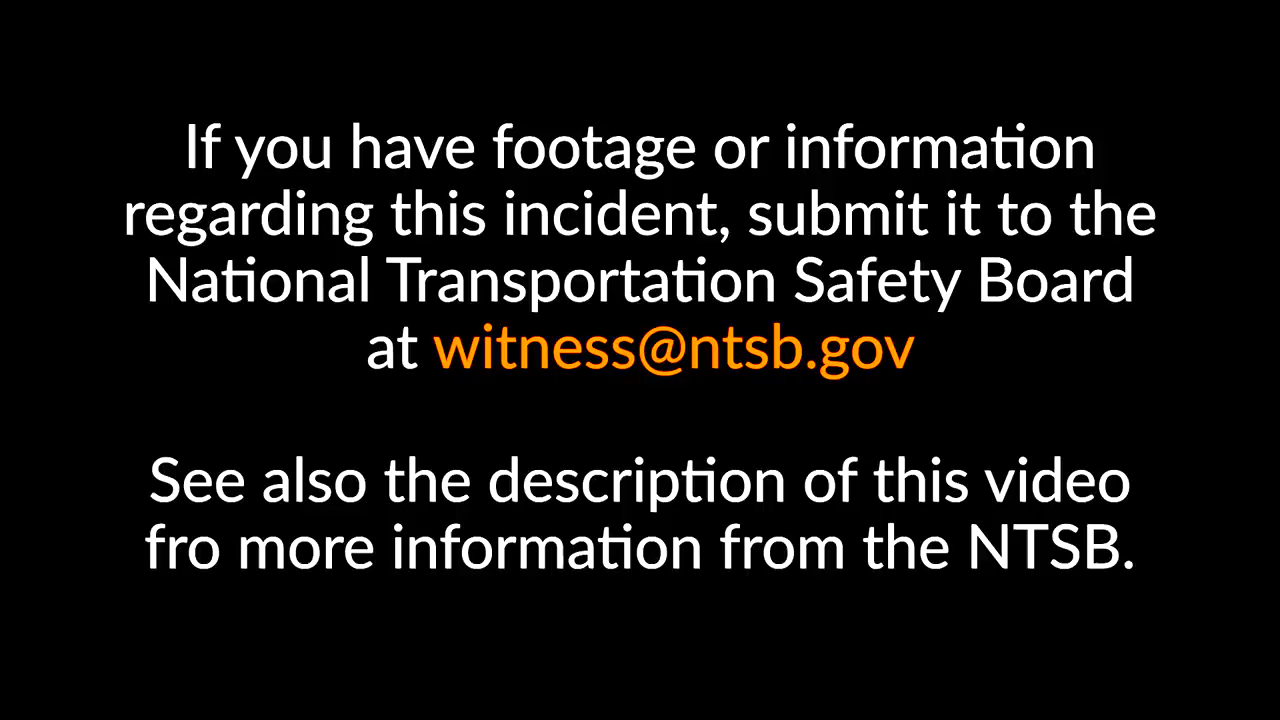 If you have footage or information
regarding this incident, submit it to the
National Transportation Safety Board
at witness@ntsb.gov
See also the description of this video
fro more information from the NTSB.